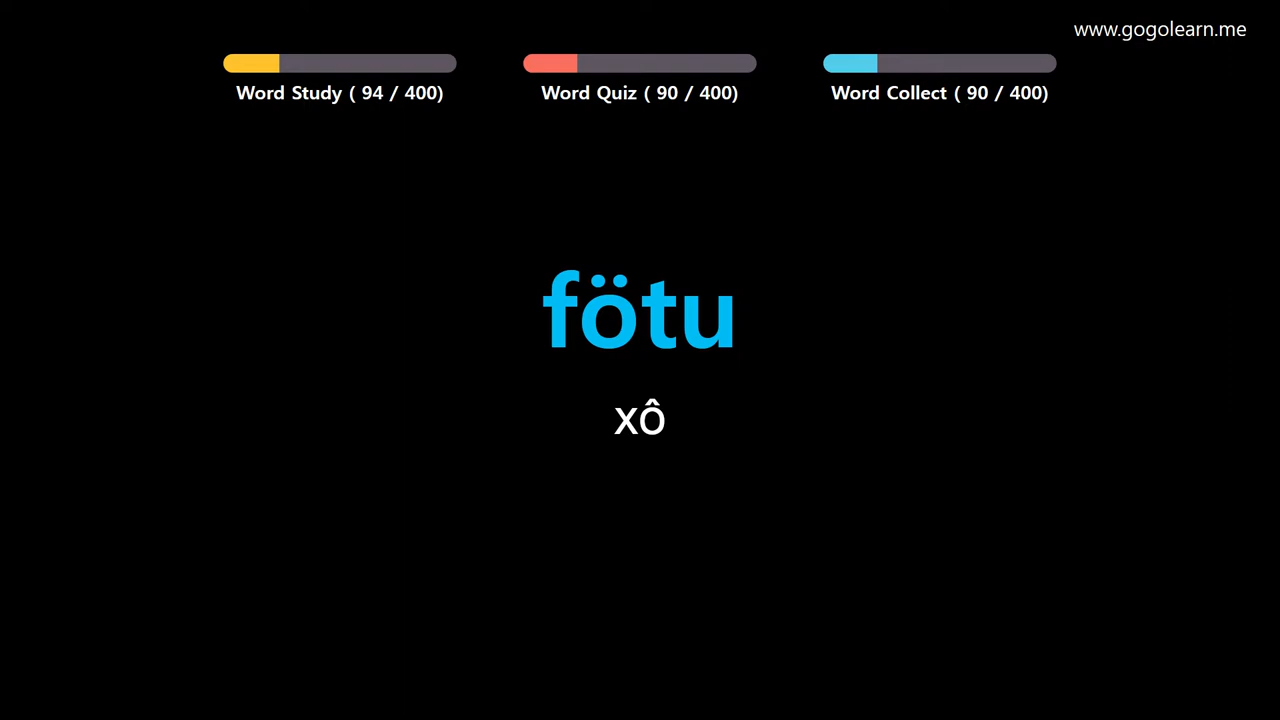 www.gogolearn.me
Word Study ( 94 / 400)
Word Quiz ( 90 / 400)
Word Collect ( 90 / 400)
fötu
xô